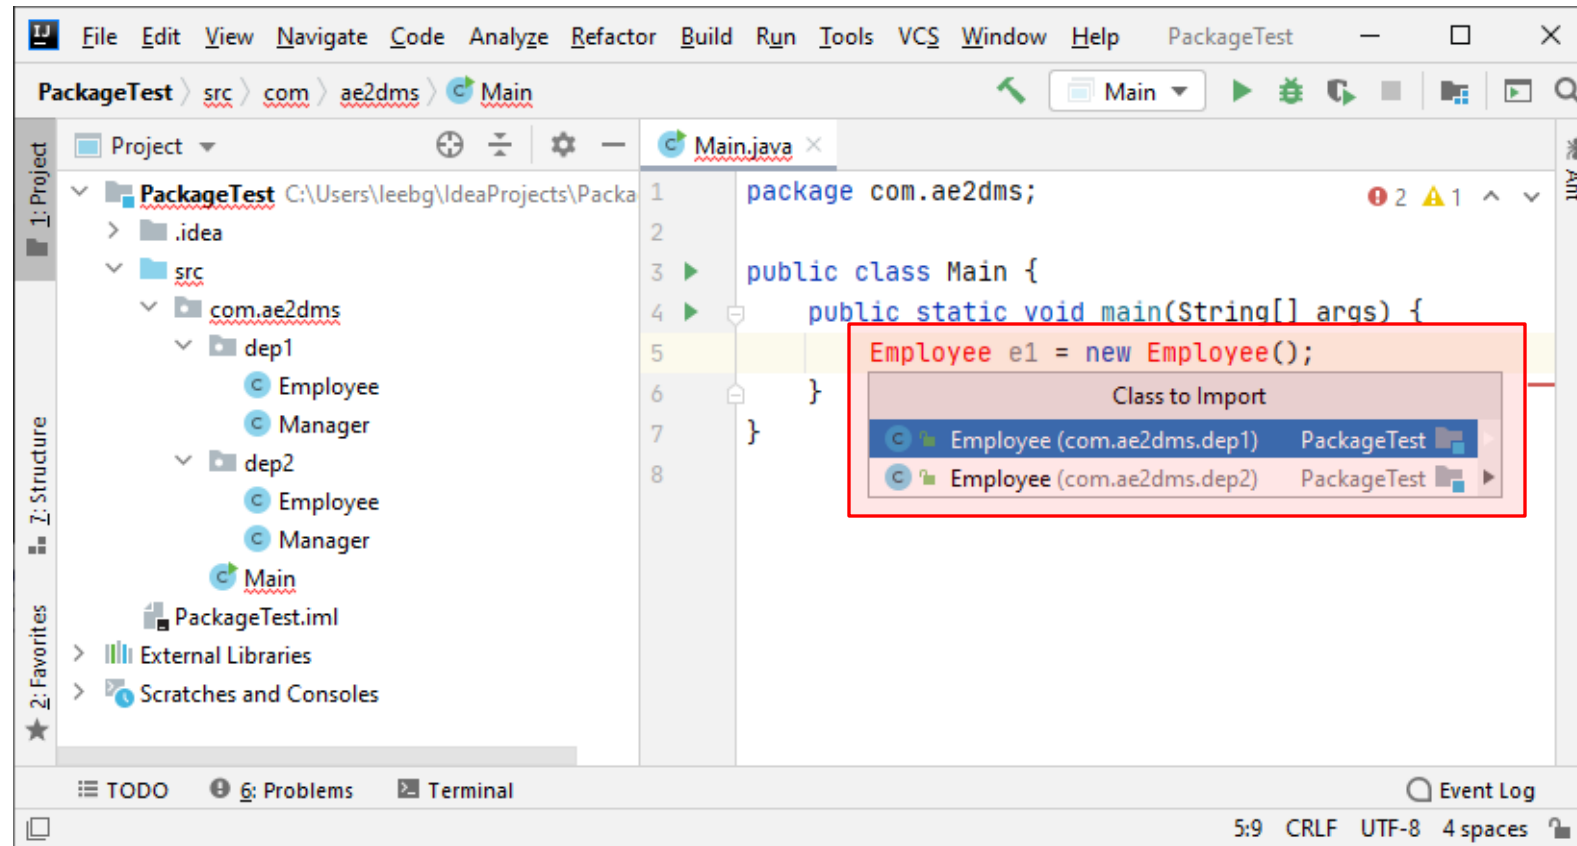 IJ File Edit View Navigate Code Analyze Refactor Build Run Tools VCS Window Help PackageTest
PackageTest src com ae2dms Main
Main
1: Project
7: Structure
2: Favorites
Project
PackageTest C:\Users\leebg\IdeaProjects\Packa
.idea
src
com.ae2dms
dep1
Employee
Manager
dep2
Employee
Manager
Main
PackageTest.iml
External Libraries
Scratches and Consoles
Main.java
2 1
1 package com.ae2dms;
2
3 public class Main {
4 public static void main(String[] args) {
5 Employee e1 = new Employee();
6 }
7 }
8
Class to Import
Employee (com.ae2dms.dep1) PackageTest
Employee (com.ae2dms.dep2) PackageTest
Ant
TODO 6: Problems Terminal
Event Log
5:9 CRLF UTF-8 4 spaces